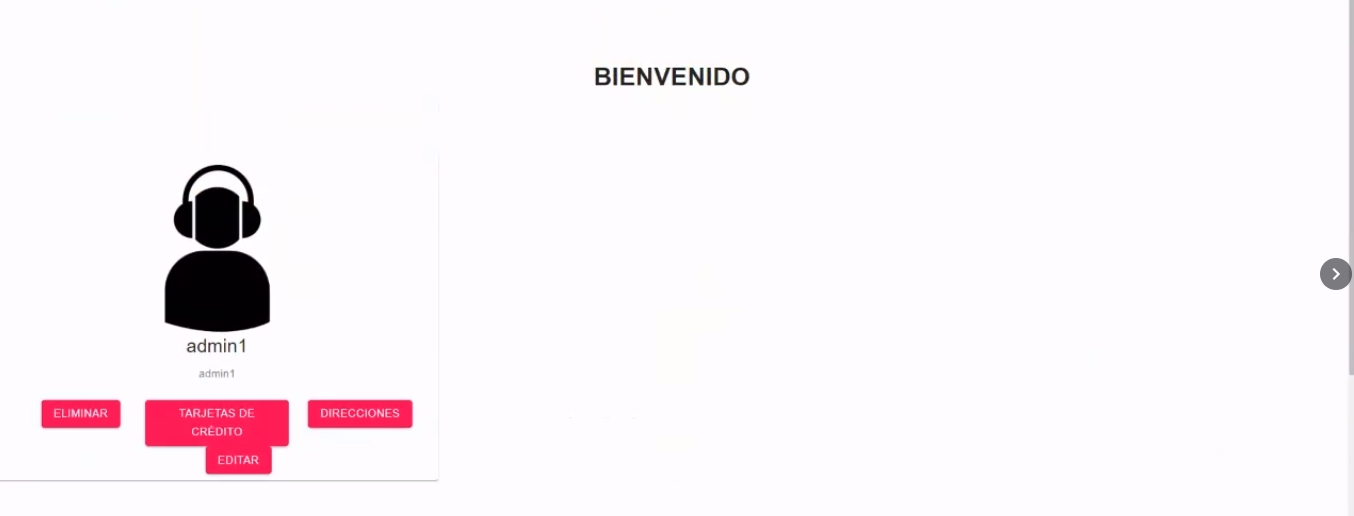 BIENVENIDO
admin1
admin1
ELIMINAR
TARJETAS DE
CRÉDITO
DIRECCIONES
EDITAR